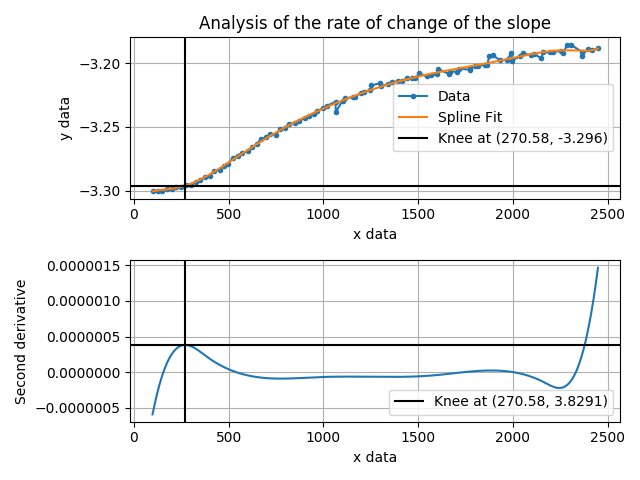 Analysis of the rate of change of the slope
−3.20
−3.25
−3.30
y data
Data
Spline Fit
Knee at (270.58, -3.296)
0 500 1000 1500 2000 2500
x data
0.0000015
0.0000010
0.0000005
0.0000000
−0.0000005
Second derivative
Knee at (270.58, 3.8291)
0 500 1000 1500 2000 2500
x data